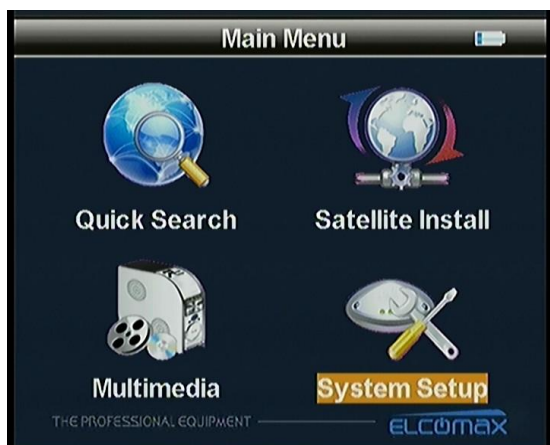 Main Menu
Quick Search
Satellite Install
Multimedia
System Setup
THE PROFESSIONAL EQUIPMENT
ELCOMAX